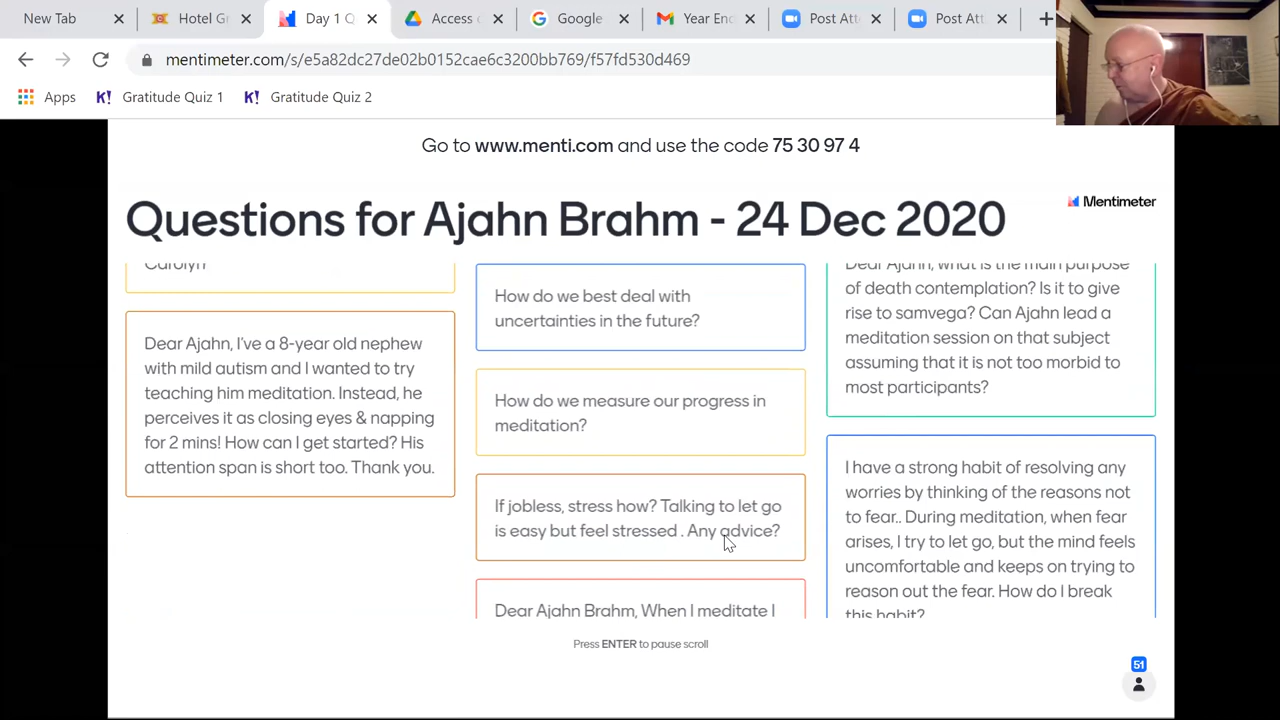 New Tab
Hotel Gr
Day 1 Q
Access
Google
Year End
Post Att
Post Att
mentimeter.com/s/e5a82dc27de02b0152cae6c3200bb769/f57fd530d469
Apps
K!
Gratitude Quiz 1
K!
Gratitude Quiz 2
Go to www.menti.com and use the code 75 30 97 4
Questions for Ajahn Brahm - 24 Dec 2020
Mentimeter
Carolyn
Dear Ajahn, I've a 8-year old nephew
with mild autism and I wanted to try
teaching him meditation. Instead, he
perceives it as closing eyes & napping
for 2 mins! How can I get started? His
attention span is short too. Thank you.
How do we best deal with
uncertainties in the future?
How do we measure our progress in
meditation?
If jobless, stress how? Talking to let go
is easy but feel stressed . Any advice?
Dear Ajahn Brahm, When I meditate I
Dear Ajahn, what is the main purpose
of death contemplation? Is it to give
rise to samvega? Can Ajahn lead a
meditation session on that subject
assuming that it is not too morbid to
most participants?
I have a strong habit of resolving any
worries by thinking of the reasons not
to fear.. During meditation, when fear
arises, I try to let go, but the mind feels
uncomfortable and keeps on trying to
reason out the fear. How do I break
this habit?
Press ENTER to pause scroll
51